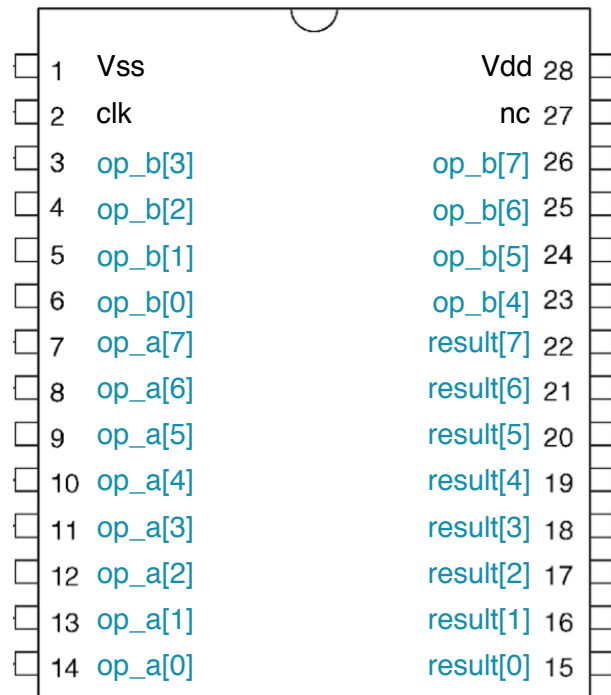 1 Vss Vdd 28
2 clk nc 27
3 op_b[3] op_b[7] 26
4 op_b[2] op_b[6] 25
5 op_b[1] op_b[5] 24
6 op_b[0] op_b[4] 23
7 op_a[7] result[7] 22
8 op_a[6] result[6] 21
9 op_a[5] result[5] 20
10 op_a[4] result[4] 19
11 op_a[3] result[3] 18
12 op_a[2] result[2] 17
13 op_a[1] result[1] 16
14 op_a[0] result[0] 15